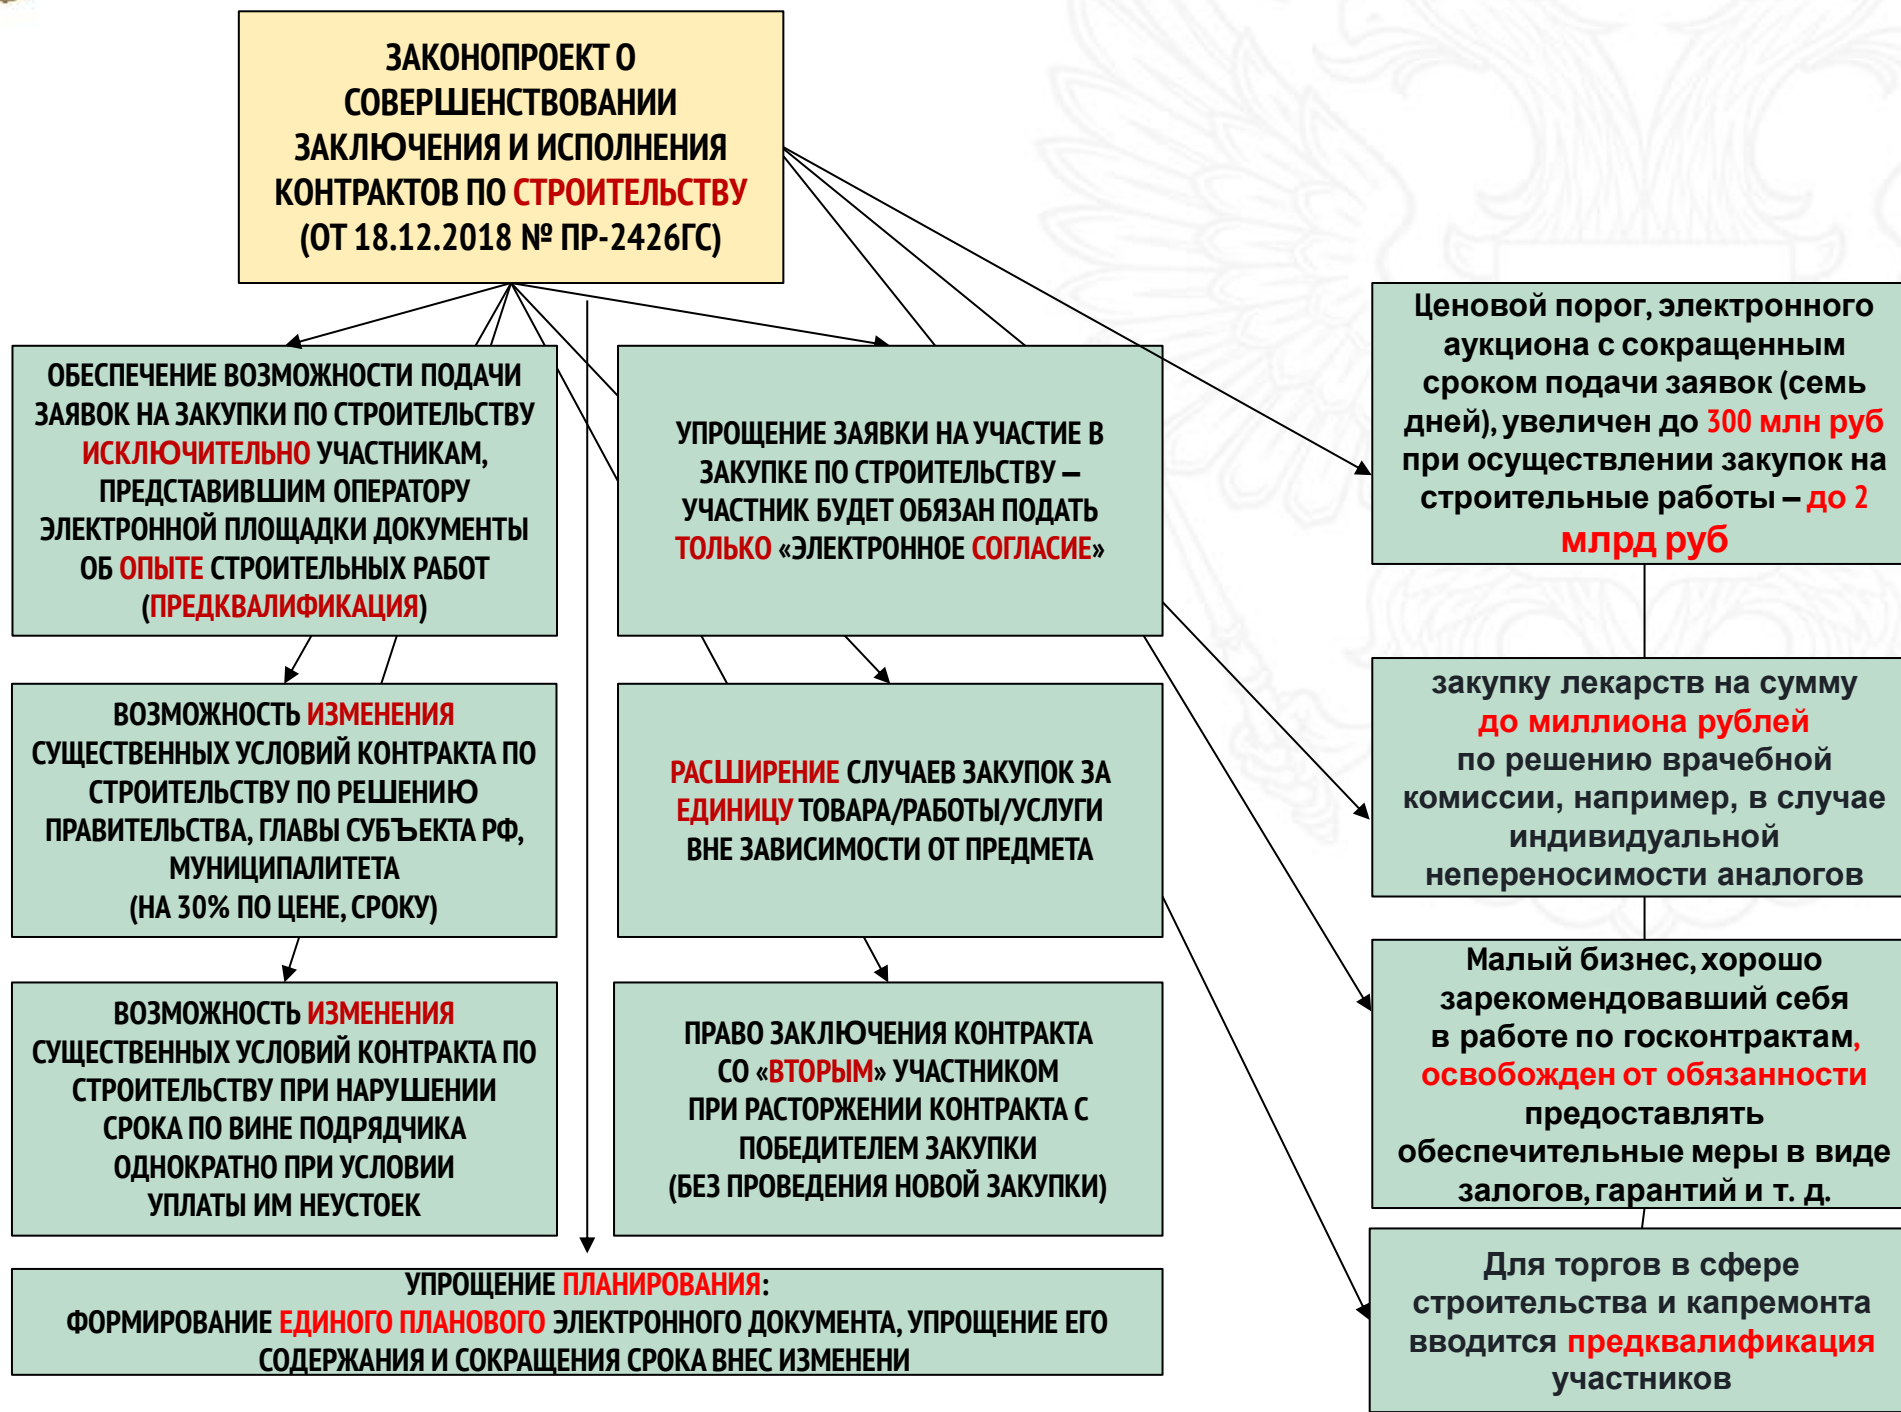 ЗАКОНОПРОЕКТ О
СОВЕРШЕНСТВОВАНИИ
ЗАКЛЮЧЕНИЯ И ИСПОЛНЕНИЯ
КОНТРАКТОВ ПО СТРОИТЕЛЬСТВУ
(ОТ 18.12.2018 № ПР-2426ГС)
ОБЕСПЕЧЕНИЕ ВОЗМОЖНОСТИ ПОДАЧИ
ЗАЯВОК НА ЗАКУПКИ ПО СТРОИТЕЛЬСТВУ
ИСКЛЮЧИТЕЛЬНО УЧАСТНИКАМ,
ПРЕДСТАВИВШИМ ОПЕРАТОРУ
ЭЛЕКТРОННОЙ ПЛОЩАДКИ ДОКУМЕНТЫ
ОБ ОПЫТЕ СТРОИТЕЛЬНЫХ РАБОТ
(ПРЕДКВАЛИФИКАЦИЯ)
УПРОЩЕНИЕ ЗАЯВКИ НА УЧАСТИЕ В
ЗАКУПКЕ ПО СТРОИТЕЛЬСТВУ –
УЧАСТНИК БУДЕТ ОБЯЗАН ПОДАТЬ
ТОЛЬКО «ЭЛЕКТРОННОЕ СОГЛАСИЕ»
ВОЗМОЖНОСТЬ ИЗМЕНЕНИЯ
СУЩЕСТВЕННЫХ УСЛОВИЙ КОНТРАКТА ПО
СТРОИТЕЛЬСТВУ ПО РЕШЕНИЮ
ПРАВИТЕЛЬСТВА, ГЛАВЫ СУБЪЕКТА РФ,
МУНИЦИПАЛИТЕТА
(НА 30% ПО ЦЕНЕ, СРОКУ)
РАСШИРЕНИЕ СЛУЧАЕВ ЗАКУПОК ЗА
ЕДИНИЦУ ТОВАРА/РАБОТЫ/УСЛУГИ
ВНЕ ЗАВИСИМОСТИ ОТ ПРЕДМЕТА
ВОЗМОЖНОСТЬ ИЗМЕНЕНИЯ
СУЩЕСТВЕННЫХ УСЛОВИЙ КОНТРАКТА ПО
СТРОИТЕЛЬСТВУ ПРИ НАРУШЕНИИ
СРОКА ПО ВИНЕ ПОДРЯДЧИКА
ОДНОКРАТНО ПРИ УСЛОВИИ
УПЛАТЫ ИМ НЕУСТОЕК
ПРАВО ЗАКЛЮЧЕНИЯ КОНТРАКТА
СО «ВТОРЫМ» УЧАСТНИКОМ
ПРИ РАСТОРЖЕНИИ КОНТРАКТА С
ПОБЕДИТЕЛЕМ ЗАКУПКИ
(БЕЗ ПРОВЕДЕНИЯ НОВОЙ ЗАКУПКИ)
УПРОЩЕНИЕ ПЛАНИРОВАНИЯ:
ФОРМИРОВАНИЕ ЕДИНОГО ПЛАНОВОГО ЭЛЕКТРОННОГО ДОКУМЕНТА, УПРОЩЕНИЕ ЕГО
СОДЕРЖАНИЯ И СОКРАЩЕНИЯ СРОКА ВНЕС ИЗМЕНЕНИ
Ценовой порог, электронного
аукциона с сокращенным
сроком подачи заявок (семь
дней), увеличен до 300 млн руб
при осуществлении закупок на
строительные работы – до 2
млрд руб
закупку лекарств на сумму
до миллиона рублей
по решению врачебной
комиссии, например, в случае
индивидуальной
непереносимости аналогов
Малый бизнес, хорошо
зарекомендовавший себя
в работе по госконтрактам,
освобожден от обязанности
предоставлять
обеспечительные меры в виде
залогов, гарантий и т. д.
Для торгов в сфере
строительства и капремонта
вводится предквалификация
участников